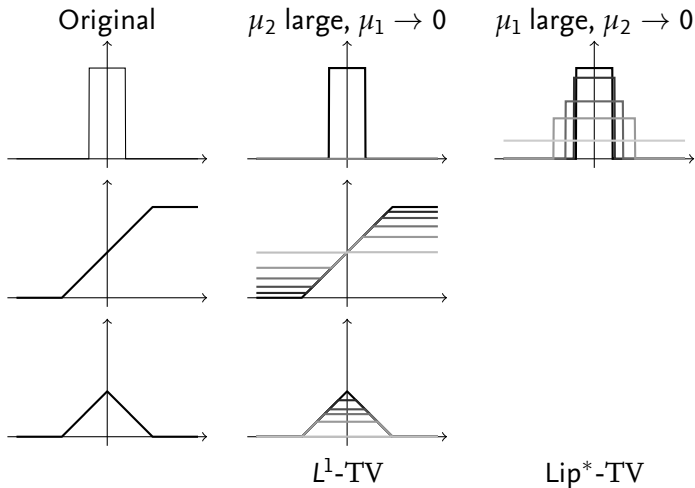 Original
μ₂ large, μ₁ → 0
μ₁ large, μ₂ → 0
L¹-TV
Lip*-TV